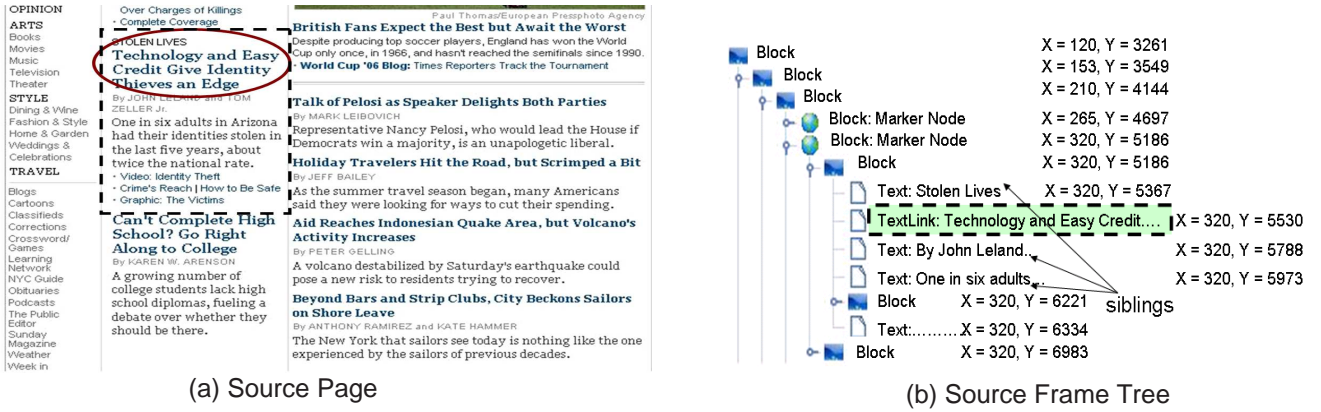 OPINION
ARTS
Books
Movies
Music
Television
Theater
STYLE
Dining & Wine
Fashion & Style
Home & Garden
Weddings &
Celebrations
TRAVEL
Blogs
Cartoons
Classifieds
Corrections
Crossword/
Games
Learning
Network
NYC Guide
Obituaries
Podcasts
The Public
Editor
Sunday
Magazine
Weather
Week in
Over Charges of Killings
· Complete Coverage
STOLEN LIVES
Technology and Easy
Credit Give Identity
Thieves an Edge
By JOHN LELAND and TOM
ZELLER Jr.
One in six adults in Arizona
had their identities stolen in
the last five years, about
twice the national rate.
· Video: Identity Theft
· Crime's Reach | How to Be Safe
· Graphic: The Victims
Can't Complete High
School? Go Right
Along to College
By KAREN W. ARENSON
A growing number of
college students lack high
school diplomas, fueling a
debate over whether they
should be there.
Paul Thomas/European Pressphoto Agency
British Fans Expect the Best but Await the Worst
Despite producing top soccer players, England has won the World
Cup only once, in 1966, and hasn't reached the semifinals since 1990.
· World Cup '06 Blog: Times Reporters Track the Tournament
Talk of Pelosi as Speaker Delights Both Parties
By MARK LEIBOVICH
Representative Nancy Pelosi, who would lead the House if
Democrats win a majority, is an unapologetic liberal.
Holiday Travelers Hit the Road, but Scrimped a Bit
By JEFF BAILEY
As the summer travel season began, many Americans
said they were looking for ways to cut their spending.
Aid Reaches Indonesian Quake Area, but Volcano's
Activity Increases
By PETER GELLING
A volcano destabilized by Saturday's earthquake could
pose a new risk to residents trying to recover.
Beyond Bars and Strip Clubs, City Beckons Sailors
on Shore Leave
By ANTHONY RAMIREZ and KATE HAMMER
The New York that sailors see today is nothing like the one
experienced by the sailors of previous decades.
(a) Source Page
Block X = 120, Y = 3261
Block X = 153, Y = 3549
Block X = 210, Y = 4144
Block: Marker Node X = 265, Y = 4697
Block: Marker Node X = 320, Y = 5186
Block X = 320, Y = 5186
Text: Stolen Lives X = 320, Y = 5367
TextLink: Technology and Easy Credit.... X = 320, Y = 5530
Text: By John Leland.. X = 320, Y = 5788
Text: One in six adults... X = 320, Y = 5973
Block X = 320, Y = 6221
siblings
Text:.......... X = 320, Y = 6334
Block X = 320, Y = 6983
(b) Source Frame Tree